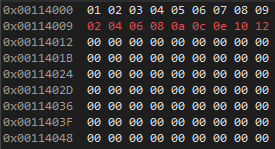 0x00114000 01 02 03 04 05 06 07 08 09
0x00114009 02 04 06 08 0a 0c 0e 10 12
0x00114012 00 00 00 00 00 00 00 00 00
0x0011401B 00 00 00 00 00 00 00 00 00
0x00114024 00 00 00 00 00 00 00 00 00
0x0011402D 00 00 00 00 00 00 00 00 00
0x00114036 00 00 00 00 00 00 00 00 00
0x0011403F 00 00 00 00 00 00 00 00 00
0x00114048 00 00 00 00 00 00 00 00 00